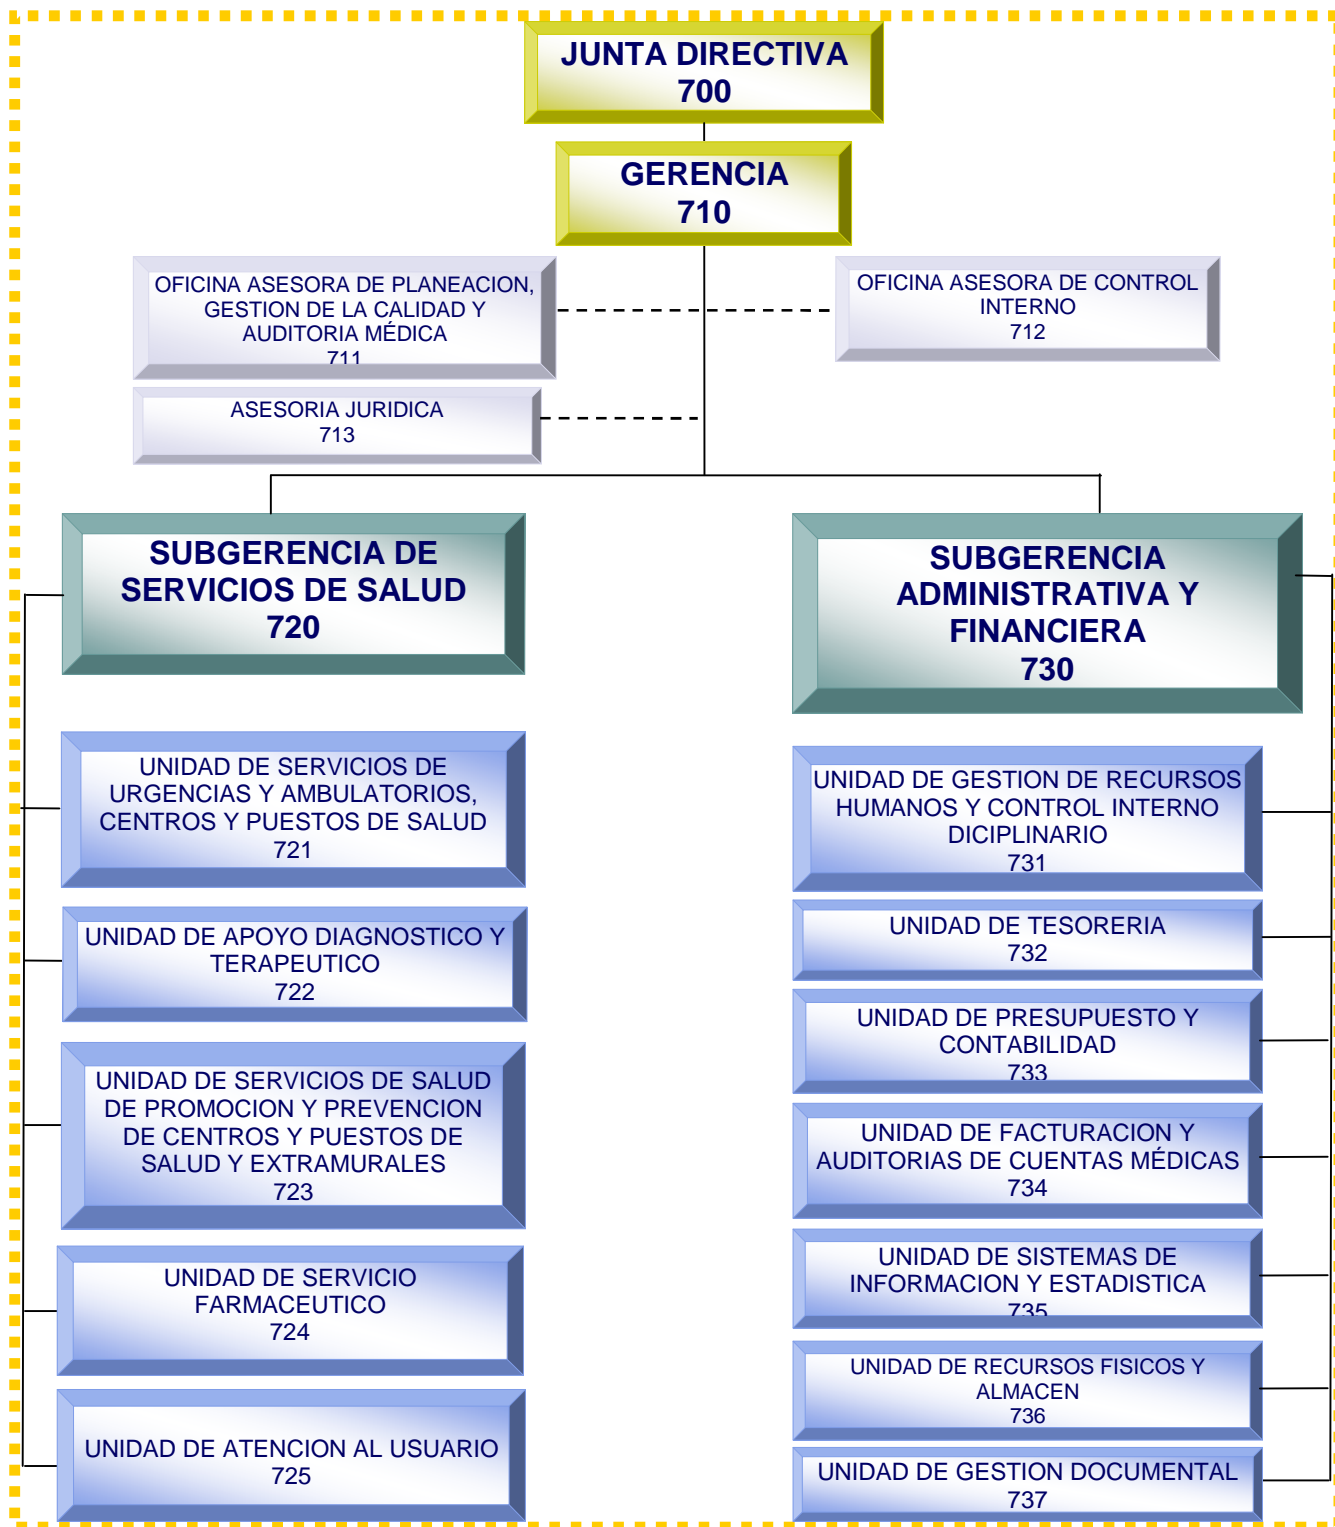 JUNTA DIRECTIVA
700
GERENCIA
710
OFICINA ASESORA DE PLANEACION,
GESTION DE LA CALIDAD Y
AUDITORIA MÉDICA
711
OFICINA ASESORA DE CONTROL
INTERNO
712
ASESORIA JURIDICA
713
SUBGERENCIA DE
SERVICIOS DE SALUD
720
UNIDAD DE SERVICIOS DE
URGENCIAS Y AMBULATORIOS,
CENTROS Y PUESTOS DE SALUD
721
UNIDAD DE APOYO DIAGNOSTICO Y
TERAPEUTICO
722
UNIDAD DE SERVICIOS DE SALUD
DE PROMOCION Y PREVENCION
DE CENTROS Y PUESTOS DE
SALUD Y EXTRAMURALES
723
UNIDAD DE SERVICIO
FARMACEUTICO
724
UNIDAD DE ATENCION AL USUARIO
725
SUBGERENCIA
ADMINISTRATIVA Y
FINANCIERA
730
UNIDAD DE GESTION DE RECURSOS
HUMANOS Y CONTROL INTERNO
DICIPLINARIO
731
UNIDAD DE TESORERIA
732
UNIDAD DE PRESUPUESTO Y
CONTABILIDAD
733
UNIDAD DE FACTURACION Y
AUDITORIAS DE CUENTAS MÉDICAS
734
UNIDAD DE SISTEMAS DE
INFORMACION Y ESTADISTICA
735
UNIDAD DE RECURSOS FISICOS Y
ALMACEN
736
UNIDAD DE GESTION DOCUMENTAL
737